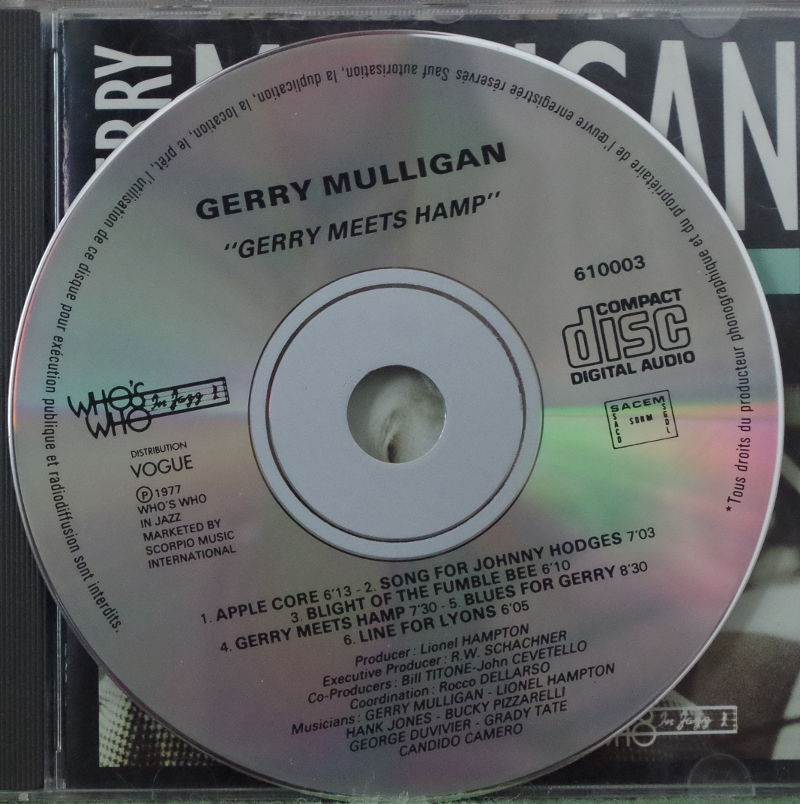 GERRY MULLIGAN
GERRY MULLIGAN
"GERRY MEETS HAMP"
610003
COMPACT
disc
DIGITAL AUDIO
SACEM
SACD
SDRM
SGDL
WHO'S
WHO
In Jazz
DISTRIBUTION
VOGUE
Ⓟ 1977
WHO'S WHO
IN JAZZ
MARKETED BY
SCORPIO MUSIC
INTERNATIONAL
1. APPLE CORE 6'13 - 2. SONG FOR JOHNNY HODGES 7'03
3. BLIGHT OF THE FUMBLE BEE 6'10
4. GERRY MEETS HAMP 7'30 - 5. BLUES FOR GERRY 8'30
6. LINE FOR LYONS 6'05
Producer : Lionel HAMPTON
Executive Producer : R.W. SCHACHNER
Co-Producers : Bill TITONE-John CEVETELLO
Coordination : Rocco DELLARSO
Musicians : GERRY MULLIGAN - LIONEL HAMPTON
HANK JONES - BUCKY PIZZARELLI
GEORGE DUVIVIER - GRADY TATE
CANDIDO CAMERO
*Tous droits du producteur phonographique et du propriétaire de l'œuvre enregistrée réservés Sauf autorisation, la duplication, la location, le prêt, l'utilisation de ce disque pour exécution publique et radiodiffusion sont interdits.
WHO
In Jazz